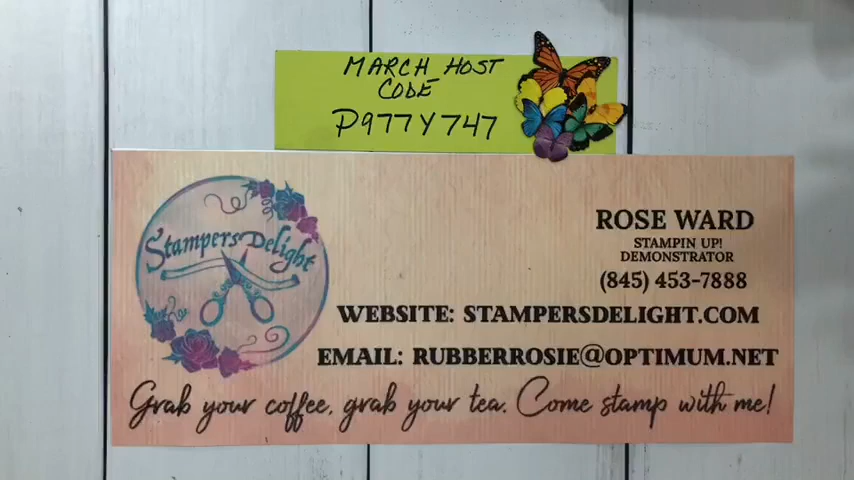 MARCH HOST
CODE
P977Y747
Stampers Delight
ROSE WARD
STAMPIN UP!
DEMONSTRATOR
(845) 453-7888
WEBSITE: STAMPERSDELIGHT.COM
EMAIL: RUBBERROSIE@OPTIMUM.NET
Grab your coffee, grab your tea. Come stamp with me!